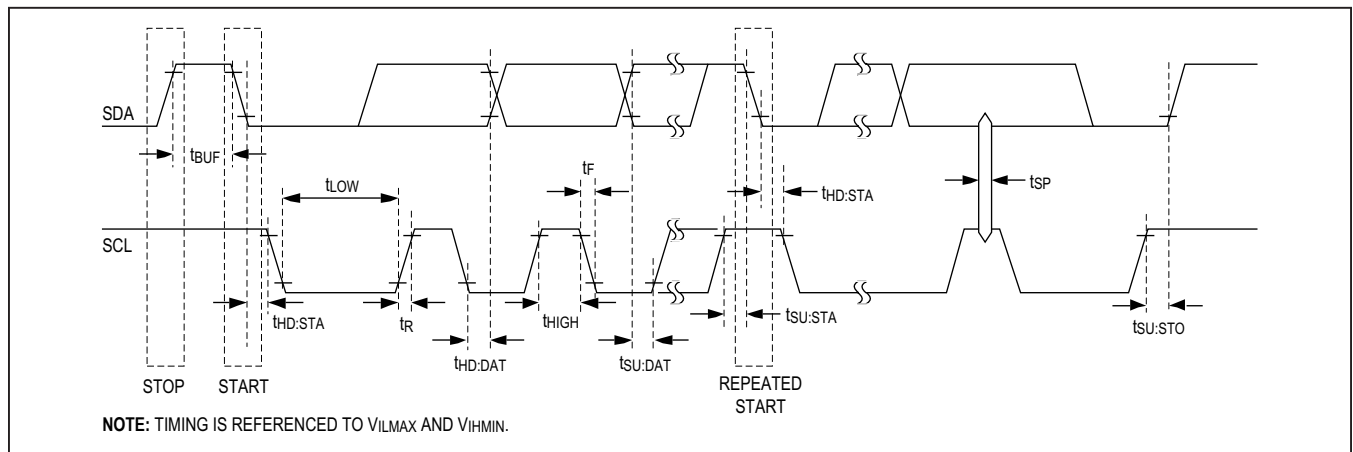 SDA
tBUF
tF
tLOW
tHD:STA
tSP
SCL
tHD:STA
tR
tHIGH
tSU:STA
tSU:STO
tHD:DAT
tSU:DAT
STOP
START
REPEATED
START
NOTE: TIMING IS REFERENCED TO VILMAX AND VIHMIN.